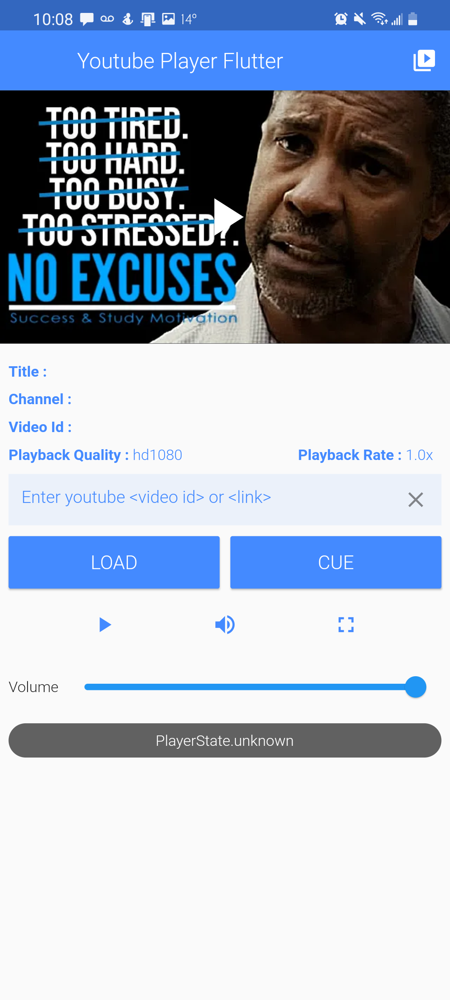 10:08 14°
Youtube Player Flutter
TOO TIRED.
TOO HARD.
TOO BUSY.
TOO STRESSED?.
NO EXCUSES
Success & Study Motivation
Title :
Channel :
Video Id :
Playback Quality : hd1080 Playback Rate : 1.0x
Enter youtube <video id> or <link>
LOAD CUE
Volume
PlayerState.unknown